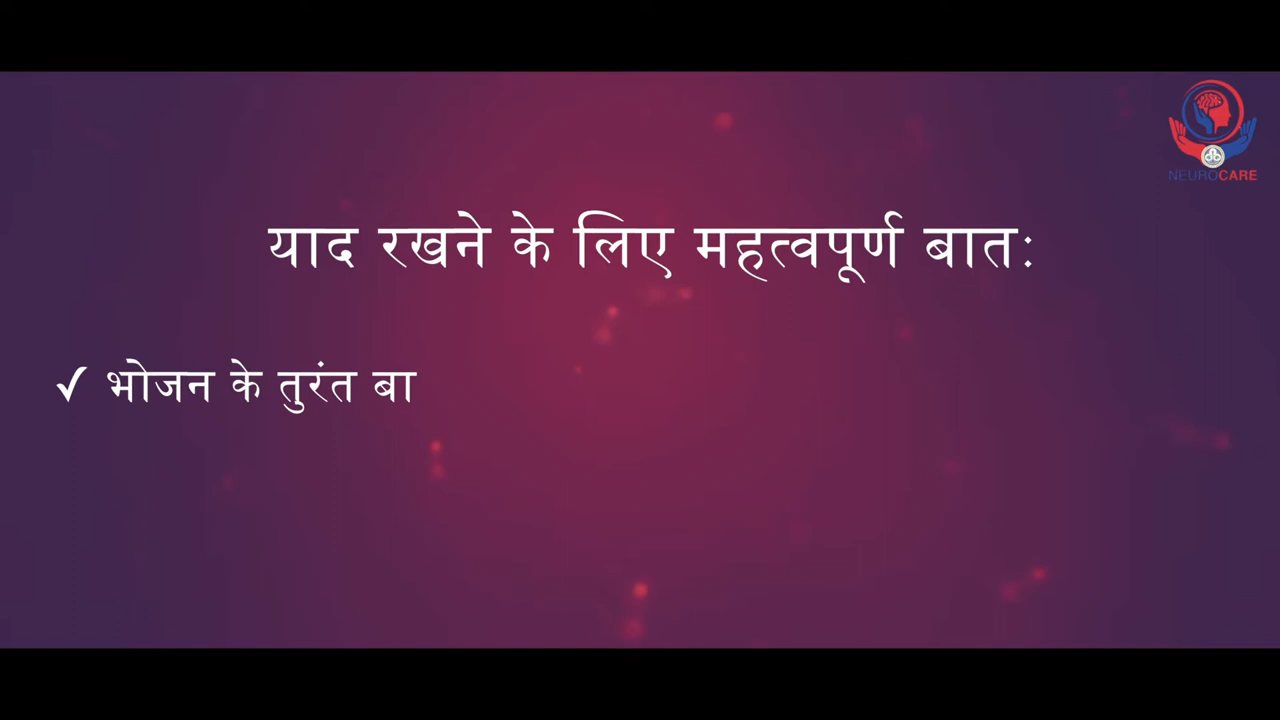 NEUROCARE
याद रखने के लिए महत्वपूर्ण बात:
✓ भोजन के तुरंत बा